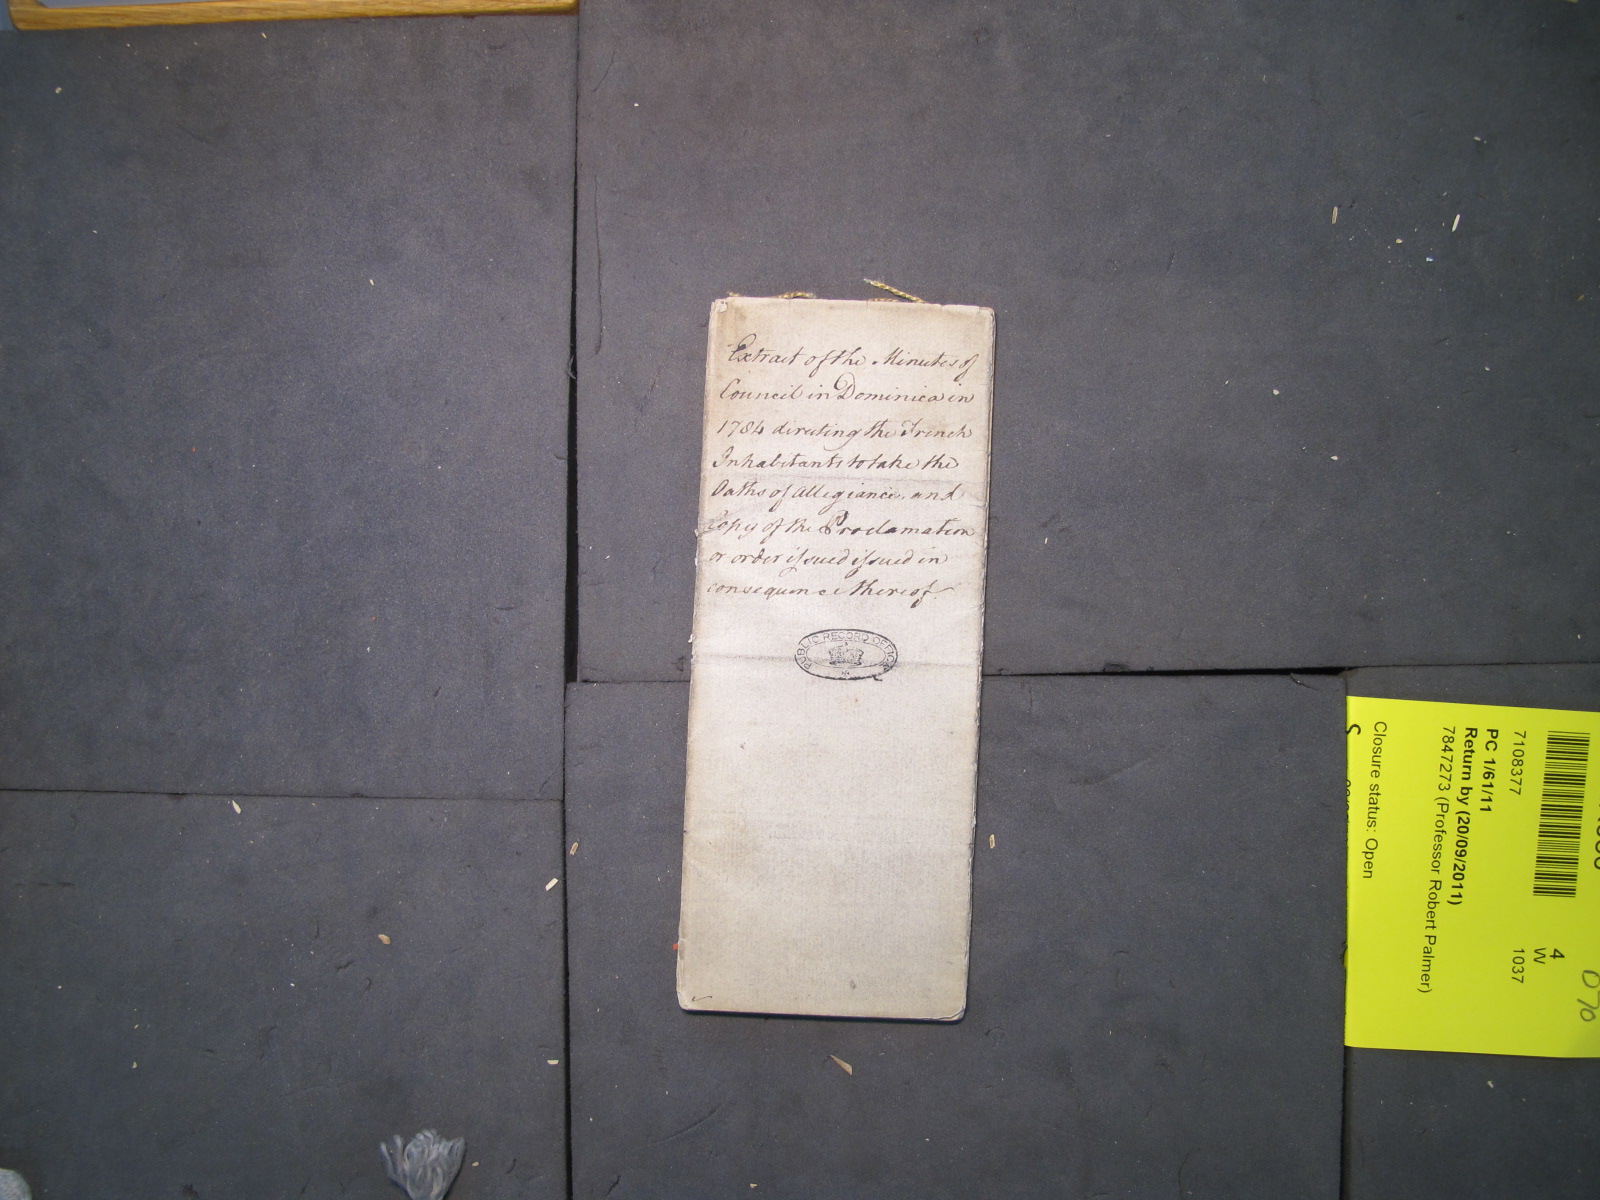 Extract of the Minutes of
Council in Dominica in
1784 directing the French
Inhabitants to take the
Oaths of Allegiance, and
Copy of the Proclamation
or order issued issued in
consequence thereof.
PUBLIC RECORD OFFICE
4
W
1037
7108377
PC 1/61/11
Return by (20/09/2011)
7847273 (Professor Robert Palmer)
Closure status: Open